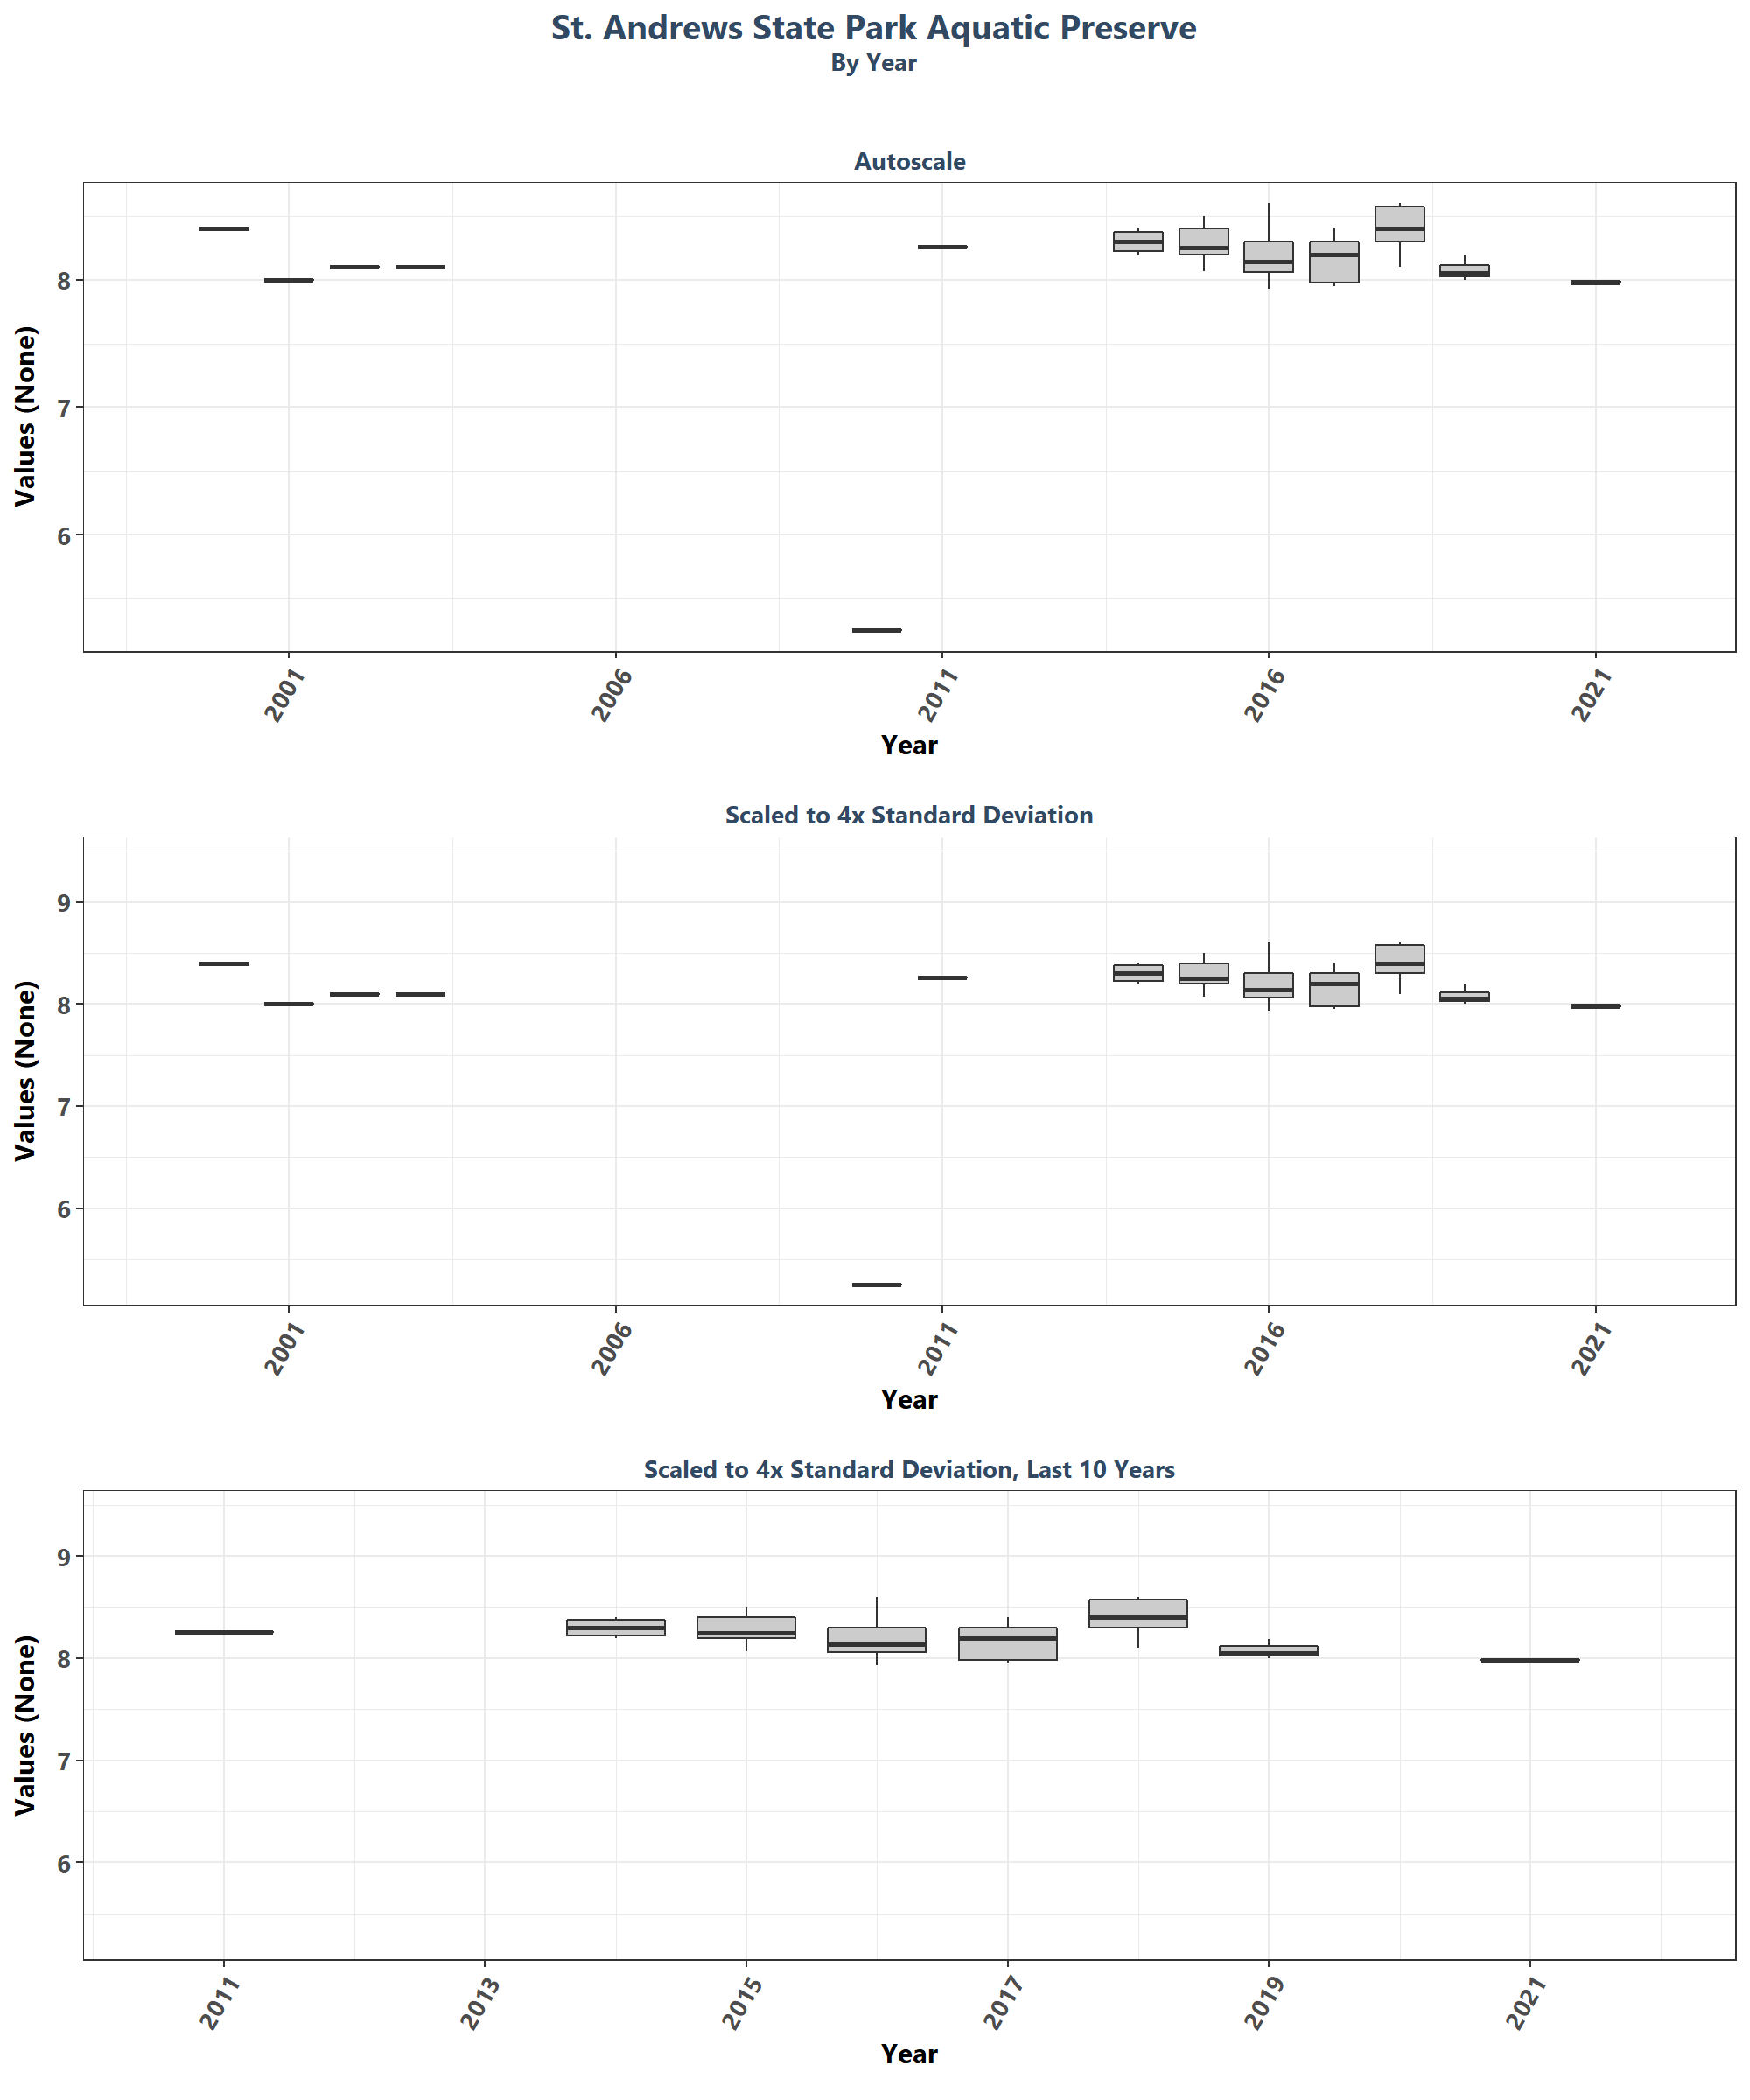 St. Andrews State Park Aquatic Preserve
By Year
Autoscale
Values (None)
8
7
6
2001
2006
2011
2016
2021
Year
Scaled to 4x Standard Deviation
Values (None)
9
8
7
6
2001
2006
2011
2016
2021
Year
Scaled to 4x Standard Deviation, Last 10 Years
Values (None)
9
8
7
6
2011
2013
2015
2017
2019
2021
Year